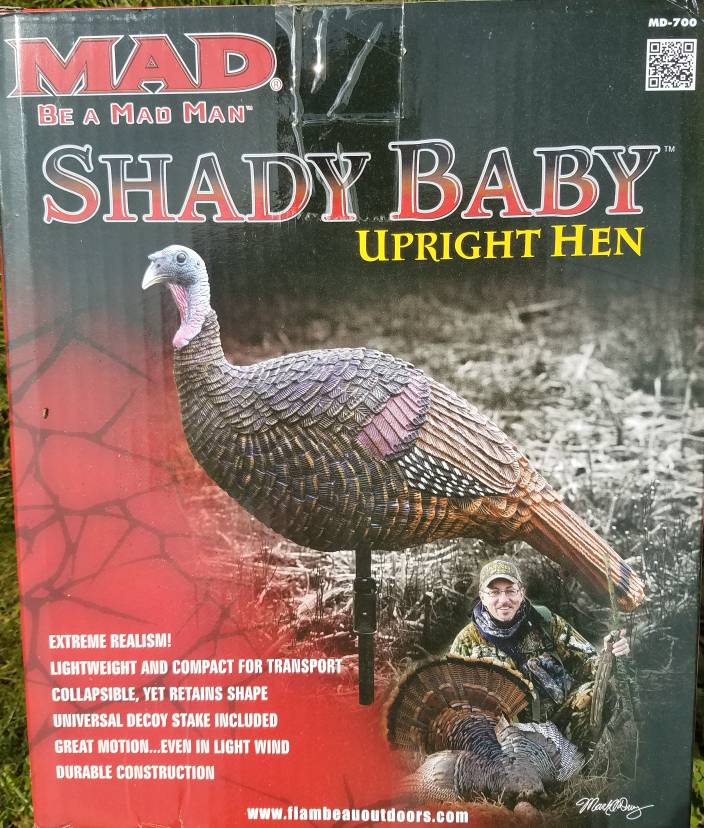 MD-700
MAD®
BE A MAD MAN™
SHADY BABY™
UPRIGHT HEN
EXTREME REALISM!
LIGHTWEIGHT AND COMPACT FOR TRANSPORT
COLLAPSIBLE, YET RETAINS SHAPE
UNIVERSAL DECOY STAKE INCLUDED
GREAT MOTION...EVEN IN LIGHT WIND
DURABLE CONSTRUCTION
www.flambeauoutdoors.com